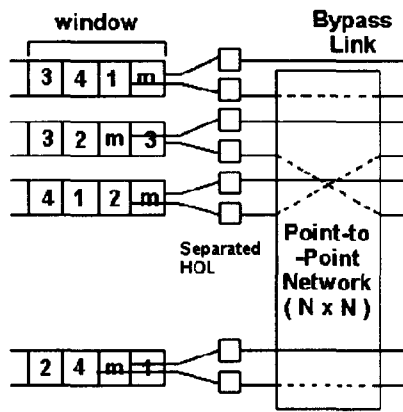 window
Bypass
Link
3 4 1 m
3 2 m 3
4 1 2 m
Separated
HOL
Point-to
-Point
Network
( N x N )
2 4 m 1